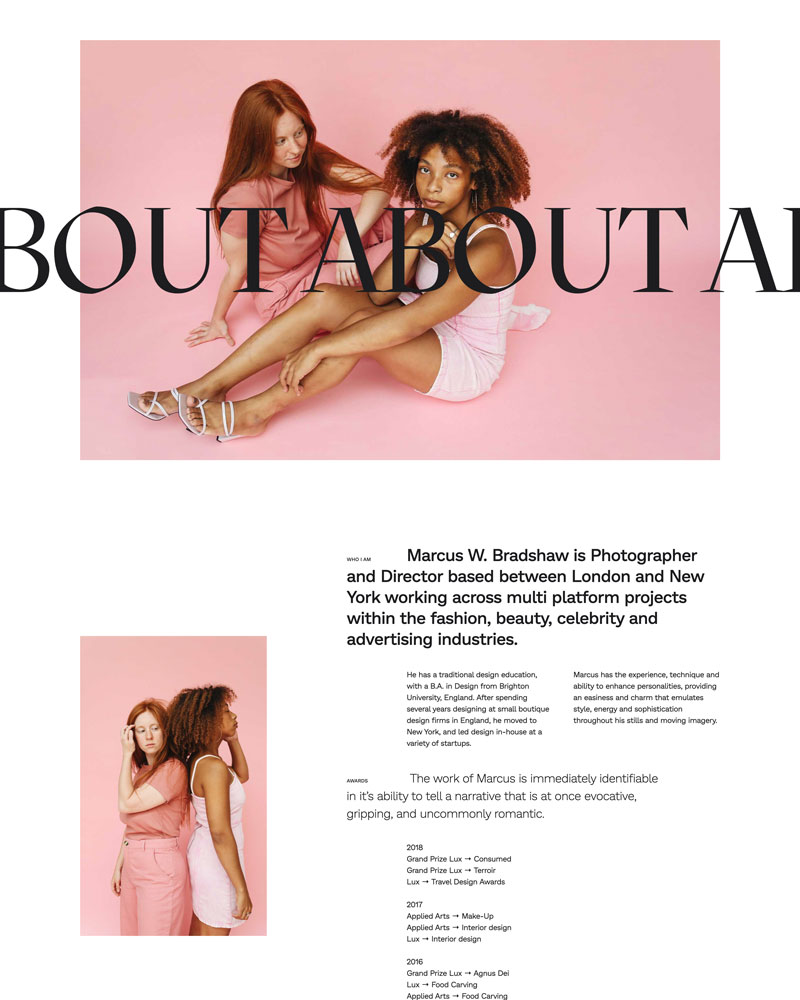 BOUT ABOUT AB
WHO I AM
Marcus W. Bradshaw is Photographer
and Director based between London and New
York working across multi platform projects
within the fashion, beauty, celebrity and
advertising industries.
He has a traditional design education,
with a B.A. in Design from Brighton
University, England. After spending
several years designing at small boutique
design firms in England, he moved to
New York, and led design in-house at a
variety of startups.
Marcus has the experience, technique and
ability to enhance personalities, providing
an easiness and charm that emulates
style, energy and sophistication
throughout his stills and moving imagery.
AWARDS
The work of Marcus is immediately identifiable
in it's ability to tell a narrative that is at once evocative,
gripping, and uncommonly romantic.
2018
Grand Prize Lux → Consumed
Grand Prize Lux → Terroir
Lux → Travel Design Awards
2017
Applied Arts → Make-Up
Applied Arts → Interior design
Lux → Interior design
2016
Grand Prize Lux → Agnus Dei
Lux → Food Carving
Applied Arts → Food Carving